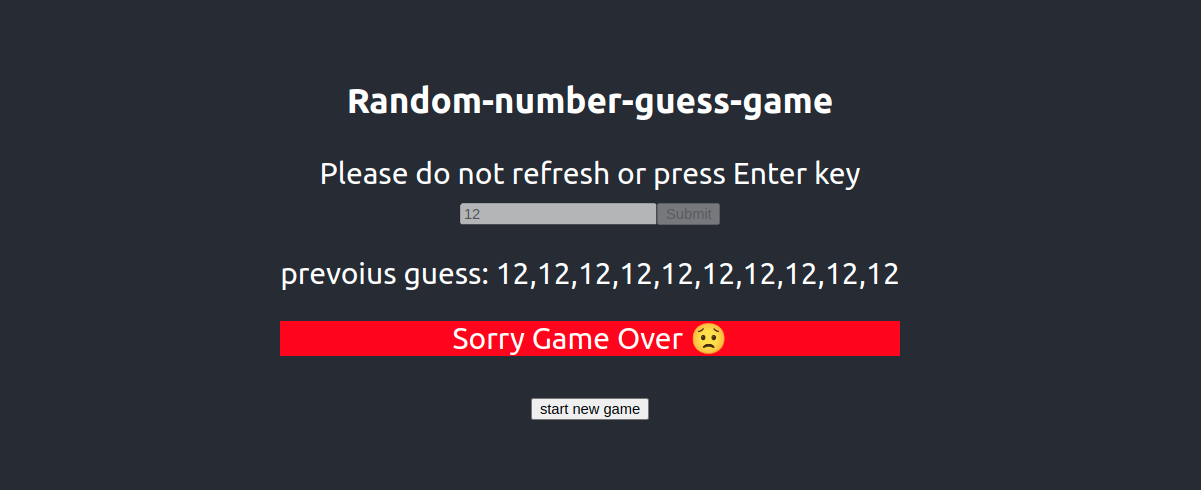 Random-number-guess-game
Please do not refresh or press Enter key
12 Submit
prevoius guess: 12,12,12,12,12,12,12,12,12,12
Sorry Game Over 😟
start new game